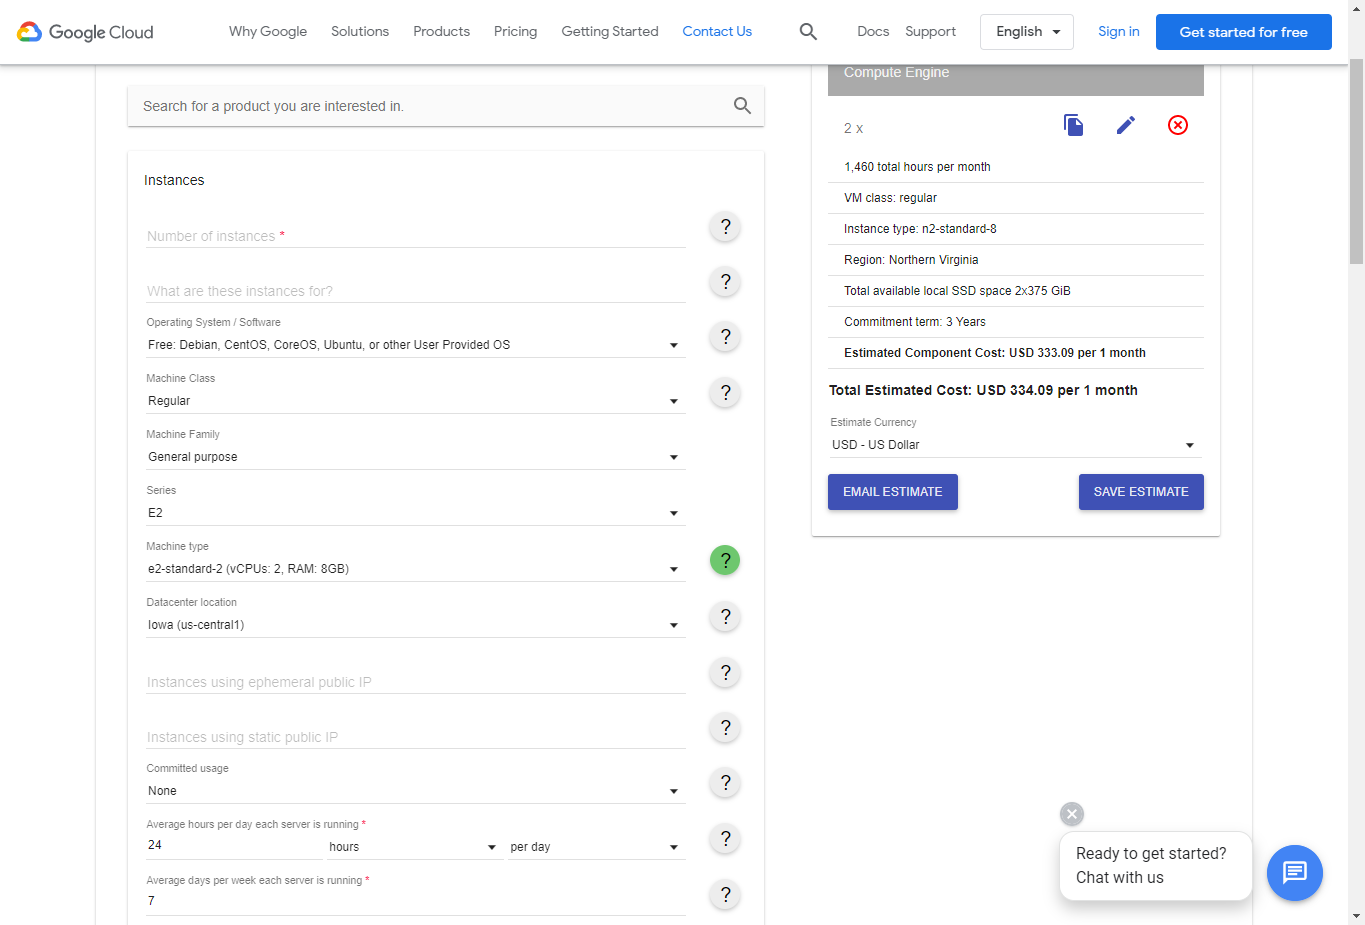 Google Cloud
Why Google
Solutions
Products
Pricing
Getting Started
Contact Us
Docs
Support
English
Sign in
Get started for free
Search for a product you are interested in.
Instances
Number of instances *
?
What are these instances for?
?
Operating System / Software
Free: Debian, CentOS, CoreOS, Ubuntu, or other User Provided OS
?
Machine Class
Regular
?
Machine Family
General purpose
Series
E2
Machine type
e2-standard-2 (vCPUs: 2, RAM: 8GB)
?
Datacenter location
Iowa (us-central1)
?
Instances using ephemeral public IP
?
Instances using static public IP
?
Committed usage
None
?
Average hours per day each server is running *
24
hours
per day
?
Average days per week each server is running *
7
?
Compute Engine
2 x
1,460 total hours per month
VM class: regular
Instance type: n2-standard-8
Region: Northern Virginia
Total available local SSD space 2x375 GiB
Commitment term: 3 Years
Estimated Component Cost: USD 333.09 per 1 month
Total Estimated Cost: USD 334.09 per 1 month
Estimate Currency
USD - US Dollar
EMAIL ESTIMATE
SAVE ESTIMATE
Ready to get started?
Chat with us